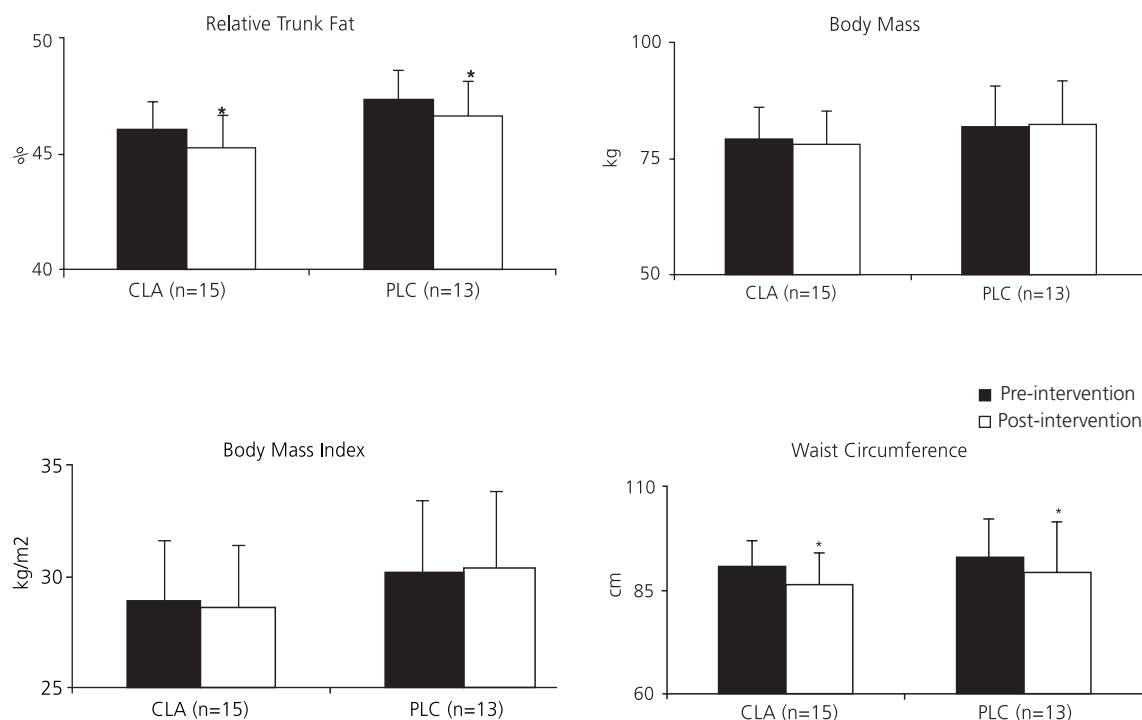 Relative Trunk Fat
50
45
40
%
*
*
CLA (n=15)
PLC (n=13)
Body Mass
100
75
50
kg
CLA (n=15)
PLC (n=13)
Pre-intervention
Post-intervention
Body Mass Index
35
30
25
kg/m2
CLA (n=15)
PLC (n=13)
Waist Circumference
110
85
60
cm
*
*
CLA (n=15)
PLC (n=13)